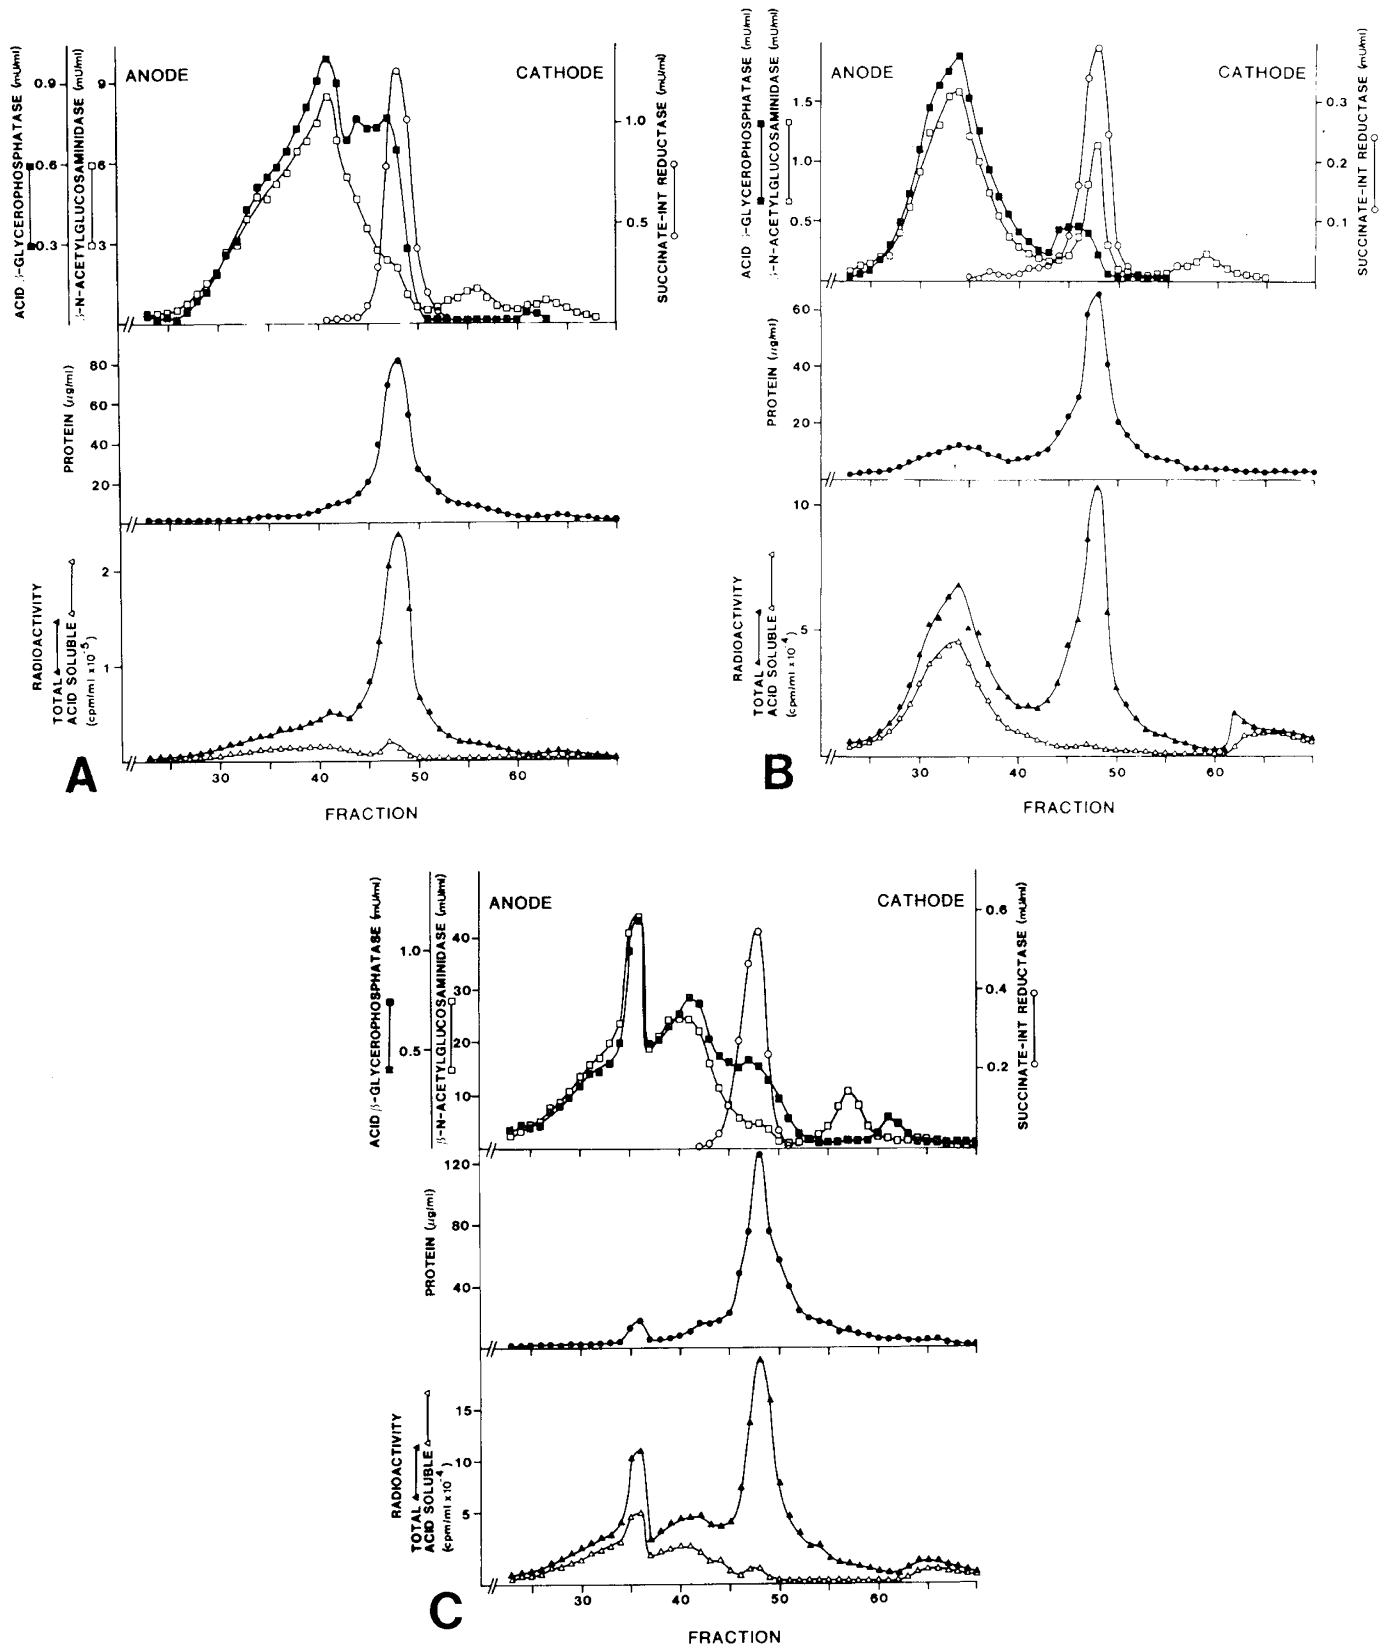 ACID β-GLYCEROPHOSPHATASE (mU/ml)
β-N-ACETYLGLUCOSAMINIDASE (mU/ml)
ANODE
CATHODE
SUCCINATE-INT REDUCTASE (mU/ml)
0.9
0.6
0.3
9
6
3
1.0
0.5
PROTEIN (µg/ml)
80
60
40
20
RADIOACTIVITY
TOTAL
ACID SOLUBLE
(cpm/ml x10-5)
2
1
30
40
50
60
A
FRACTION
ACID β-GLYCEROPHOSPHATASE (mU/ml)
β-N-ACETYLGLUCOSAMINIDASE (mU/ml)
ANODE
CATHODE
SUCCINATE-INT REDUCTASE (mU/ml)
1.5
1.0
0.5
0.3
0.2
0.1
PROTEIN (µg/ml)
60
40
20
RADIOACTIVITY
TOTAL
ACID SOLUBLE
(cpm/ml x10-4)
10
5
30
40
50
60
B
FRACTION
ACID β-GLYCEROPHOSPHATASE (mU/ml)
β-N-ACETYLGLUCOSAMINIDASE (mU/ml)
ANODE
CATHODE
SUCCINATE-INT REDUCTASE (mU/ml)
1.0
0.5
40
30
20
10
0.6
0.4
0.2
PROTEIN (µg/ml)
120
80
40
RADIOACTIVITY
TOTAL
ACID SOLUBLE
(cpm/ml x10-4)
15
10
5
30
40
50
60
C
FRACTION